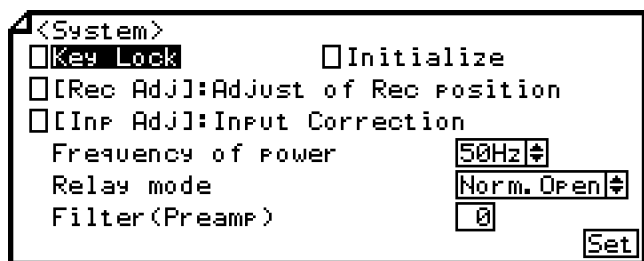 <System>
Key Lock Initialize
[Rec Adj]:Adjust of Rec position
[Inp Adj]:Input Correction
Frequency of power 50Hz
Relay mode Norm.Open
Filter(Preamp) 0
Set